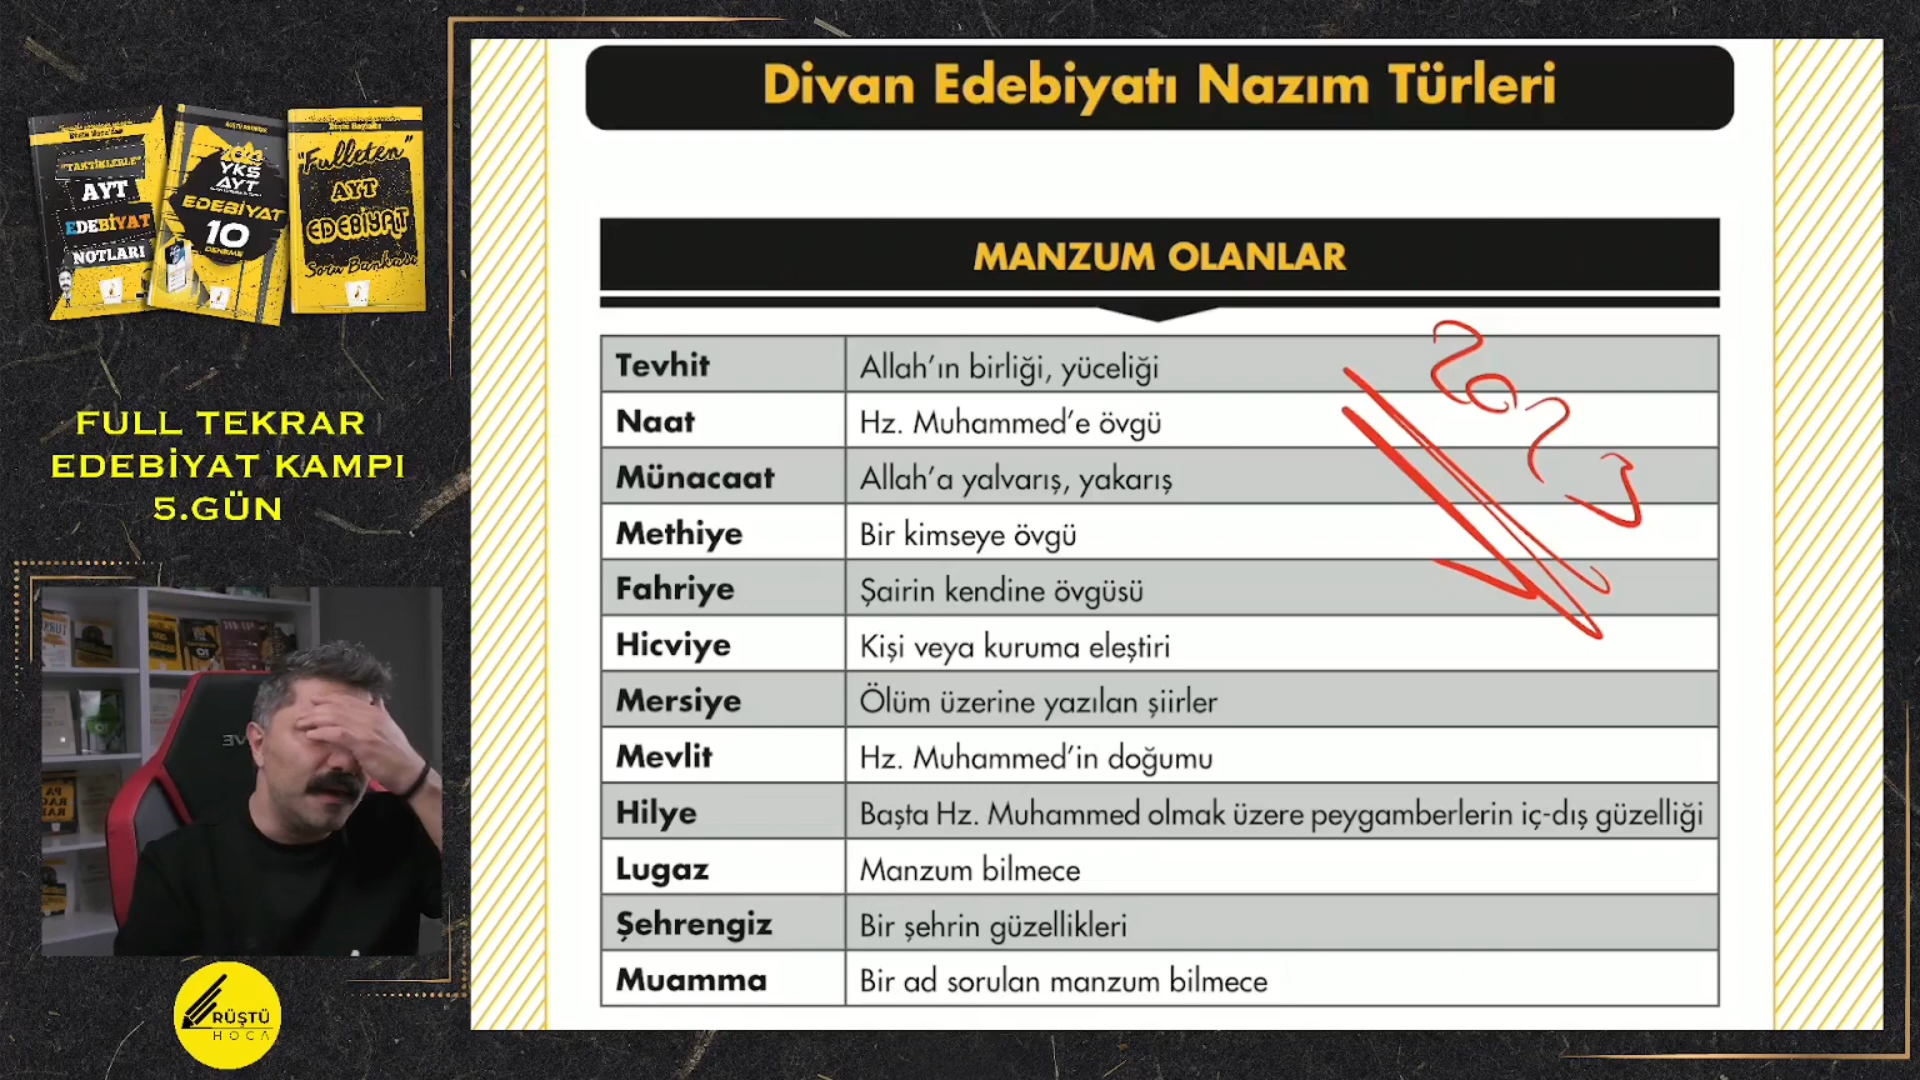 Divan Edebiyatı Nazım Türleri
"TAKTİKLERLE"
AYT
EDEBİYAT
NOTLARI
YKS
AYT
EDEBİYAT
10
DENEME
"Fulleten"
AYT
EDEBİYAT
Soru Bankası
FULL TEKRAR
EDEBİYAT KAMPI
5.GÜN
RÜŞTÜ
HOCA
MANZUM OLANLAR
Tevhit Allah'ın birliği, yüceliği
Naat Hz. Muhammed'e övgü
Münacaat Allah'a yalvarış, yakarış
Methiye Bir kimseye övgü
Fahriye Şairin kendine övgüsü
Hicviye Kişi veya kuruma eleştiri
Mersiye Ölüm üzerine yazılan şiirler
Mevlit Hz. Muhammed'in doğumu
Hilye Başta Hz. Muhammed olmak üzere peygamberlerin iç-dış güzelliği
Lugaz Manzum bilmece
Şehrengiz Bir şehrin güzellikleri
Muamma Bir ad sorulan manzum bilmece